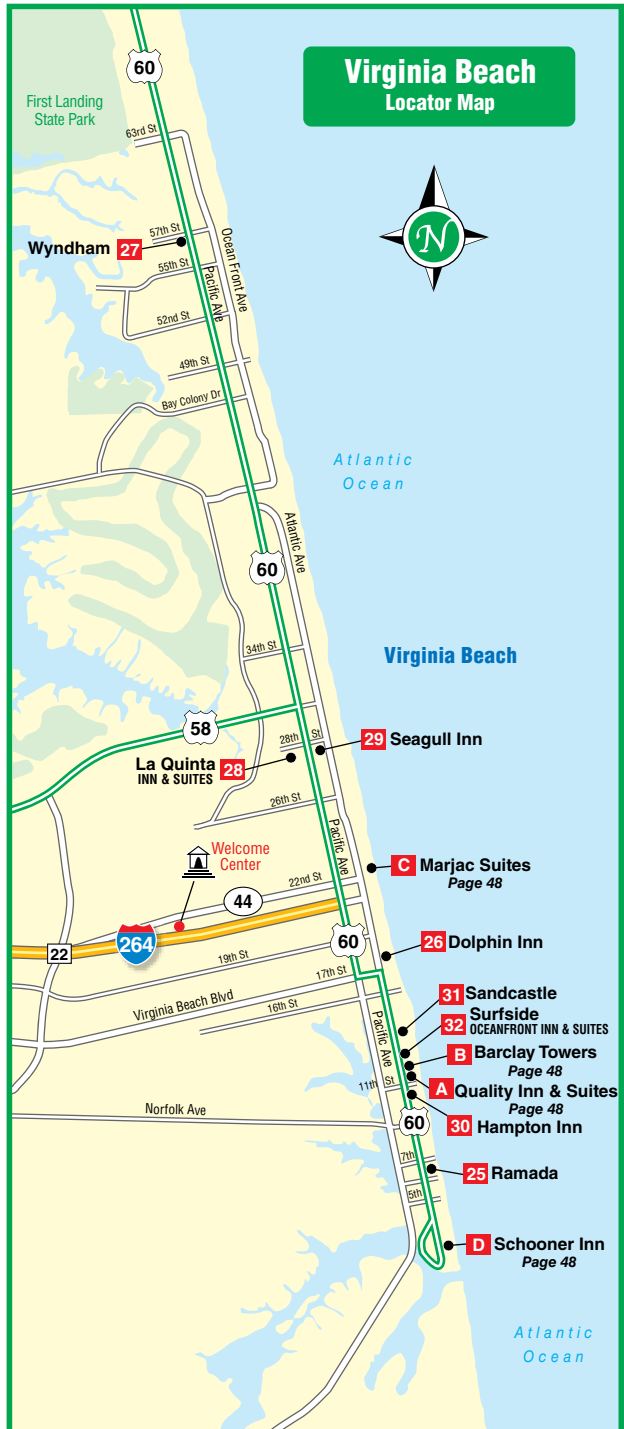 Virginia Beach
Locator Map
60
First Landing
State Park
63rd St
N
57th St
Ocean Front Ave
Wyndham 27
55th St
Pacific Ave
52nd St
49th St
Bay Colony Dr
Atlantic
Ocean
Atlantic Ave
60
34th St
Virginia Beach
58
28th St
29 Seagull Inn
La Quinta 28
INN & SUITES
26th St
Pacific Ave
Welcome
Center
C Marjac Suites
Page 48
22nd St
44
264
22
60
26 Dolphin Inn
19th St
17th St
Virginia Beach Blvd
16th St
31 Sandcastle
Pacific Ave
32 Surfside
OCEANFRONT INN & SUITES
B Barclay Towers
Page 48
11th St
A Quality Inn & Suites
Page 48
Norfolk Ave
60
30 Hampton Inn
7th
25 Ramada
5th
D Schooner Inn
Page 48
Atlantic
Ocean